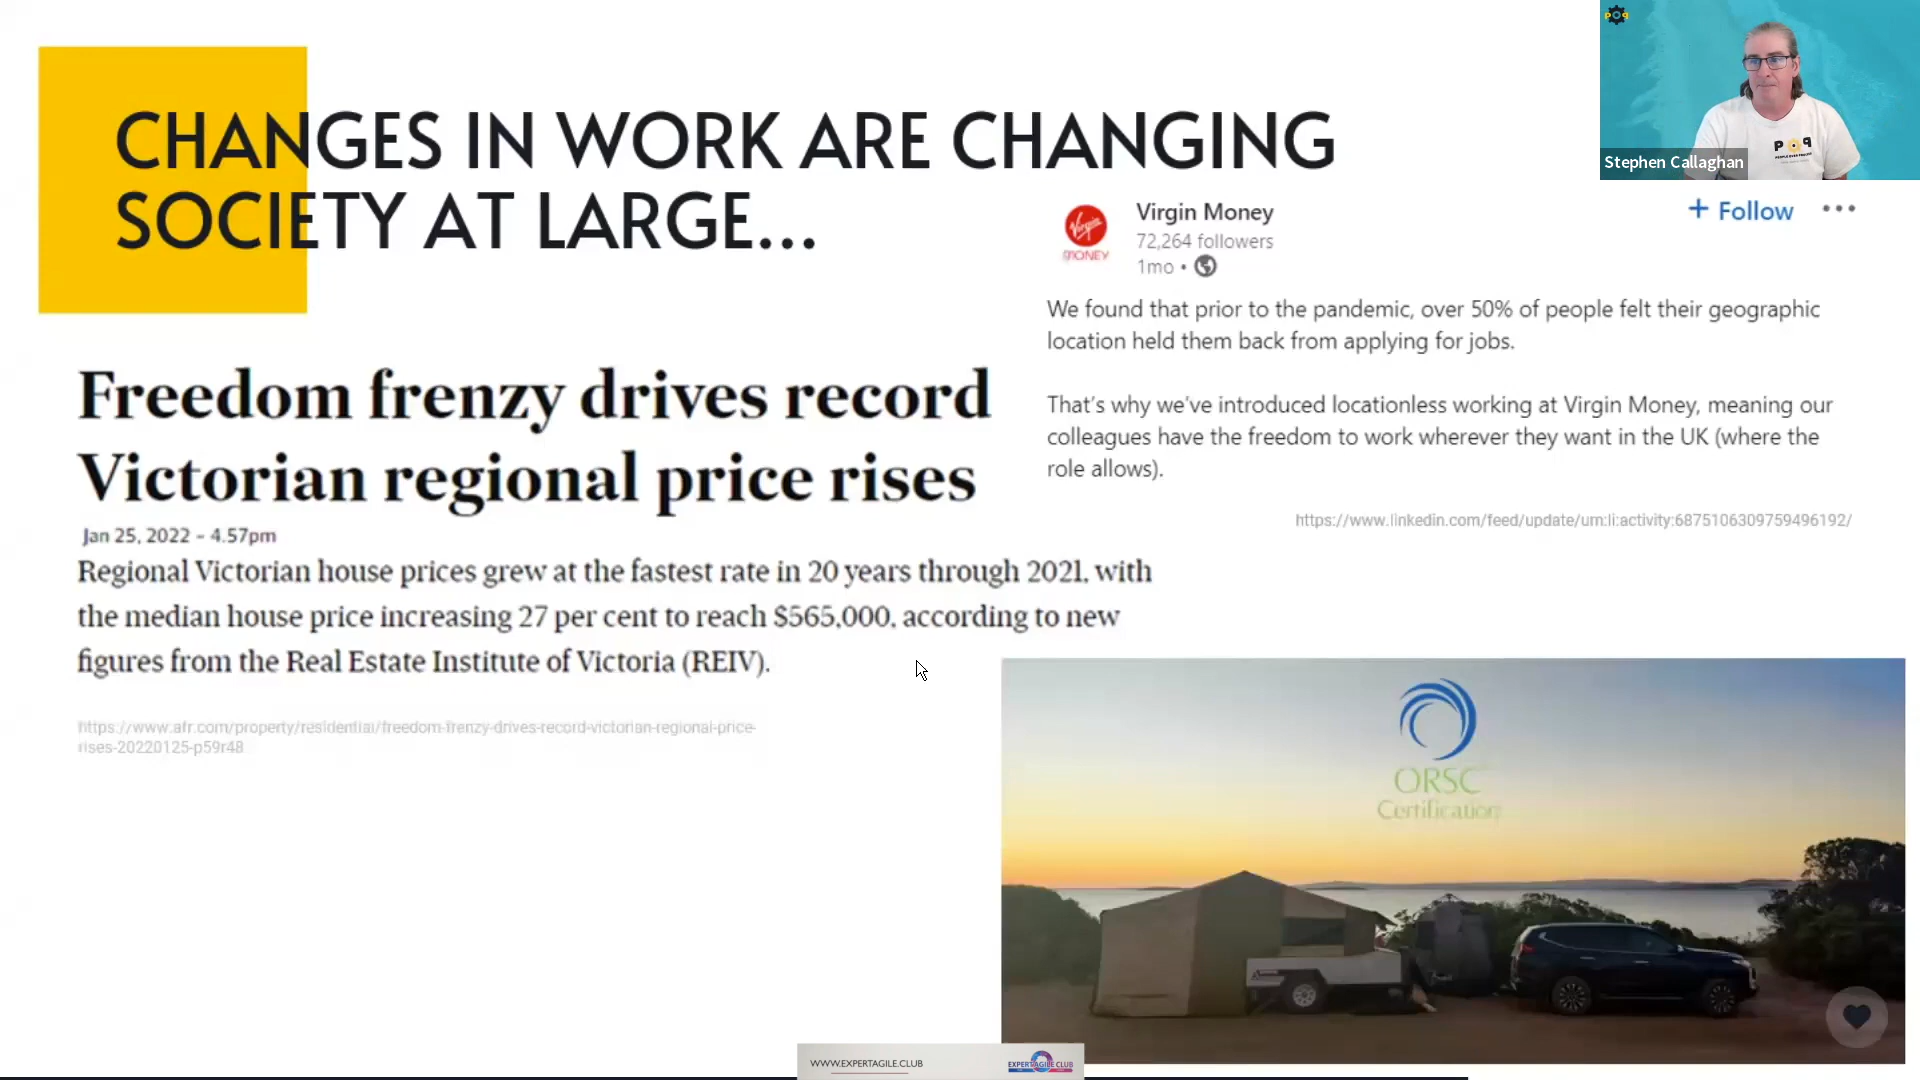 CHANGES IN WORK ARE CHANGING
SOCIETY AT LARGE...
POP
POP
Stephen Callaghan
Virgin Money
72,264 followers
1mo •
+ Follow •••
Virgin
MONEY
We found that prior to the pandemic, over 50% of people felt their geographic
location held them back from applying for jobs.
That's why we've introduced locationless working at Virgin Money, meaning our
colleagues have the freedom to work wherever they want in the UK (where the
role allows).
https://www.linkedin.com/feed/update/urn:li:activity:6875106309759496192/
Freedom frenzy drives record
Victorian regional price rises
Jan 25, 2022 – 4.57pm
Regional Victorian house prices grew at the fastest rate in 20 years through 2021, with
the median house price increasing 27 per cent to reach $565,000, according to new
figures from the Real Estate Institute of Victoria (REIV).
https://www.afr.com/property/residential/freedom-frenzy-drives-record-victorian-regional-price-
rises-20220125-p59r48
ORSC
Certification
WWW.EXPERTAGILE.CLUB
EXPERTAGILE CLUB